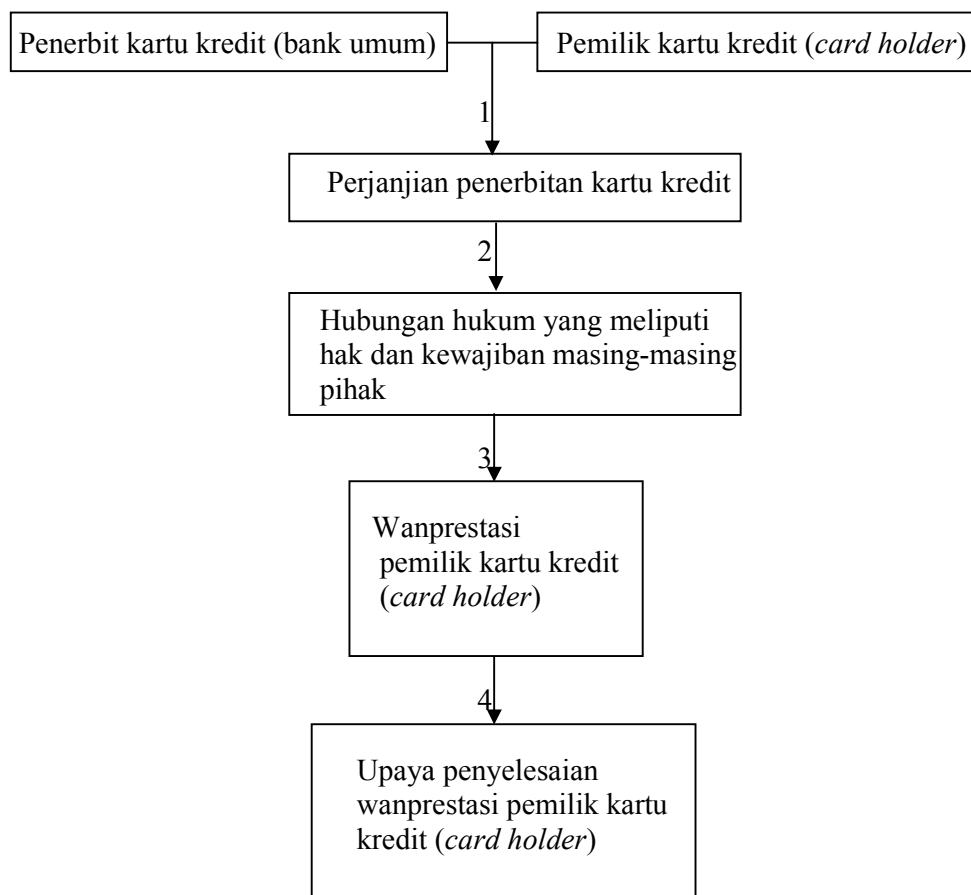 Penerbit kartu kredit (bank umum)
Pemilik kartu kredit (card holder)
1
Perjanjian penerbitan kartu kredit
2
Hubungan hukum yang meliputi
hak dan kewajiban masing-masing
pihak
3
Wanprestasi
pemilik kartu kredit
(card holder)
4
Upaya penyelesaian
wanprestasi pemilik kartu
kredit (card holder)